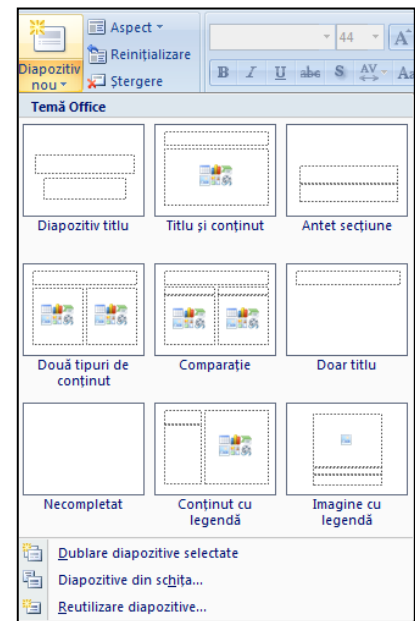 Diapozitiv nou
Aspect
Reinițializare
Ștergere
44
A
B I U abc S AV Aa
Temă Office
Diapozitiv titlu
Titlu și conținut
Antet secțiune
Două tipuri de conținut
Comparație
Doar titlu
Necompletat
Conținut cu legendă
Imagine cu legendă
Dublare diapozitive selectate
Diapozitive din schița...
Reutilizare diapozitive...